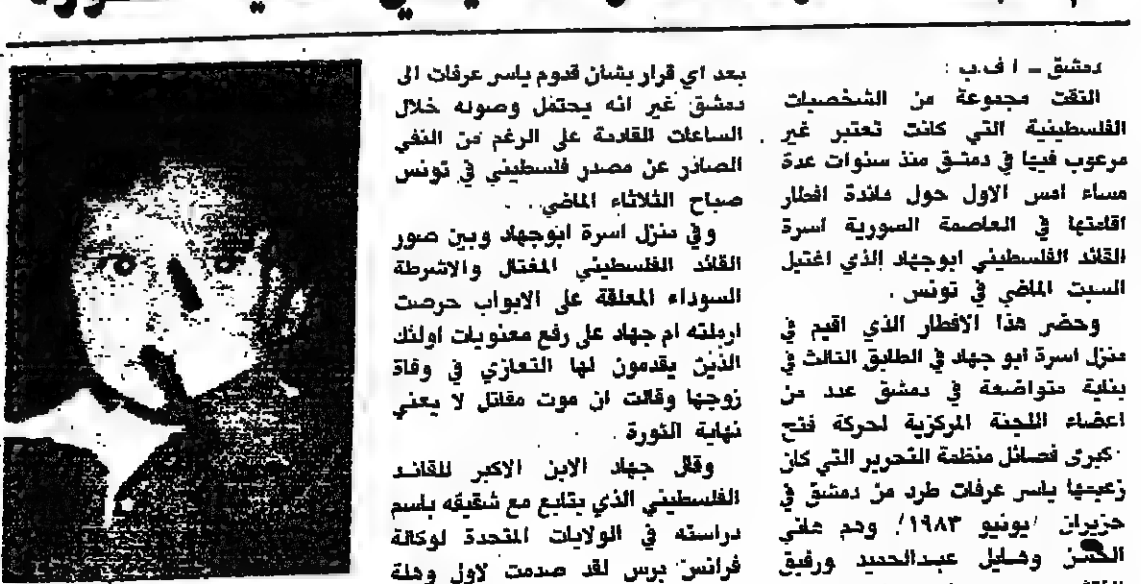 دمشق ـ ا ف ب :
التقت مجموعة من الشخصيات
الفلسطينية التي كانت تعتبر غير
مرغوب فيها في دمشق منذ سنوات عدة
مساء امس الاول حول مائدة افطار
اقامتها في العاصمة السورية اسرة
القائد الفلسطيني ابوجهاد الذي اغتيل
السبت الماضي في تونس .
وحضر هذا الافطار الذي اقيم في
منزل اسرة ابو جهاد في الطابق الثالث في
بناية متواضعة في دمشق عدد من
اعضاء اللجنة المركزية لحركة فتح
كبرى فصائل منظمة التحرير التي كان
زعيمها ياسر عرفات طرد من دمشق في
حزيران /يونيو ١٩٨٣/ وهم هاني
الحسن وهايل عبدالحميد ورفيق
بعد اي قرار بشان قدوم ياسر عرفات الى
دمشق غير انه يحتمل وصوله خلال
الساعات القادمة على الرغم من النفي
الصادر عن مصدر فلسطيني في تونس
صباح الثلاثاء الماضي . .
وفي منزل اسرة ابوجهاد وبين صور
القائد الفلسطيني المغتال والاشرطة
السوداء المعلقة على الابواب حرصت
ارملته ام جهاد على رفع معنويات اولئك
الذين يقدمون لها التعازي في وفاة
زوجها وقالت ان موت مقاتل لا يعني
نهاية الثورة .
وقال جهاد الابن الاكبر للقائد
الفلسطيني الذي يتابع مع شقيقه باسم
دراسته في الولايات المتحدة لوكالة
فرانس برس لقد صدمت لاول وهلة